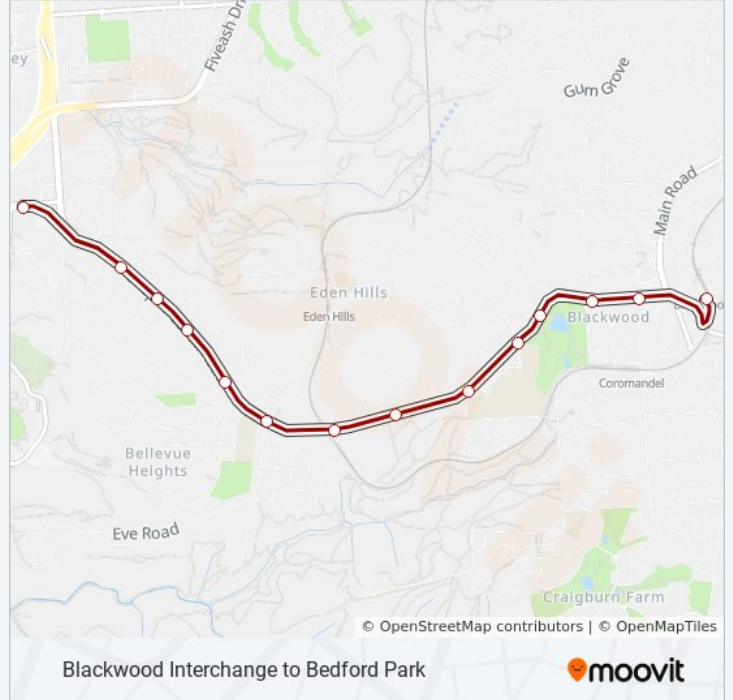 ey
Fiveash Dr
Gum Grove
Main Road
Eden Hills
Eden Hills
Blackwood
Coromandel
Bellevue
Heights
Eve Road
Craigburn Farm
© OpenStreetMap contributors | © OpenMapTiles
Blackwood Interchange to Bedford Park
moovit